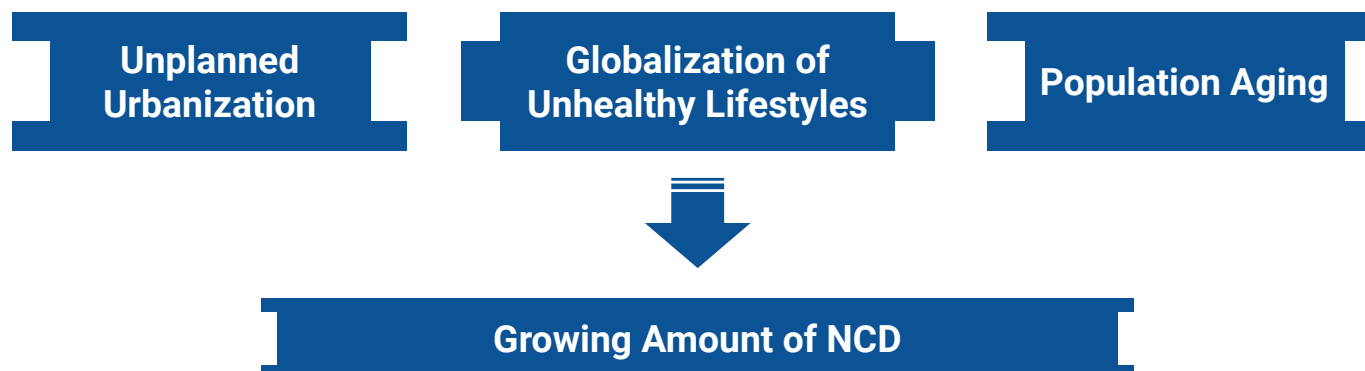 Unplanned
Urbanization
Globalization of
Unhealthy Lifestyles
Population Aging
Growing Amount of NCD